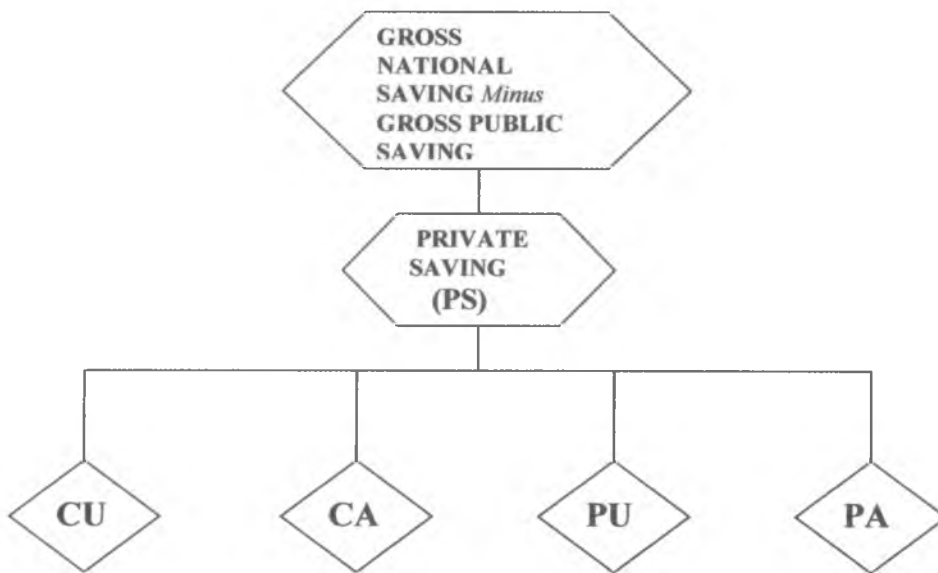 GROSS
NATIONAL
SAVING Minus
GROSS PUBLIC
SAVING
PRIVATE
SAVING
(PS)
CU
CA
PU
PA